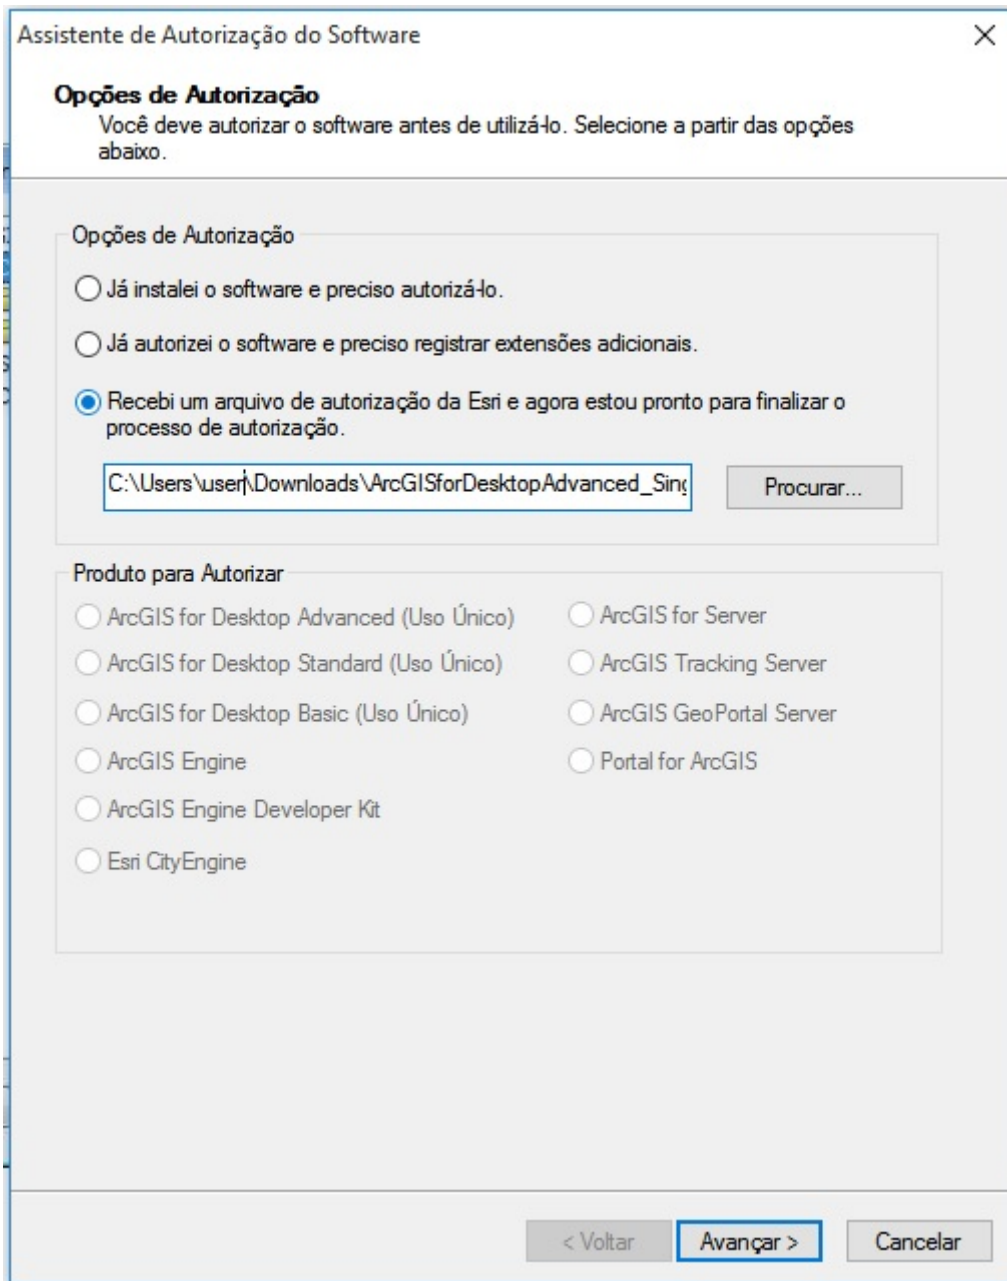 Assistente de Autorização do Software
Opções de Autorização
Você deve autorizar o software antes de utilizá-lo. Selecione a partir das opções
abaixo.
Opções de Autorização
Já instalei o software e preciso autorizá-lo.
Já autorizei o software e preciso registrar extensões adicionais.
Recebi um arquivo de autorização da Esri e agora estou pronto para finalizar o
processo de autorização.
C:\Users\user\Downloads\ArcGISforDesktopAdvanced_Sing
Procurar...
Produto para Autorizar
ArcGIS for Desktop Advanced (Uso Único)
ArcGIS for Desktop Standard (Uso Único)
ArcGIS for Desktop Basic (Uso Único)
ArcGIS Engine
ArcGIS Engine Developer Kit
Esri CityEngine
ArcGIS for Server
ArcGIS Tracking Server
ArcGIS GeoPortal Server
Portal for ArcGIS
< Voltar
Avançar >
Cancelar